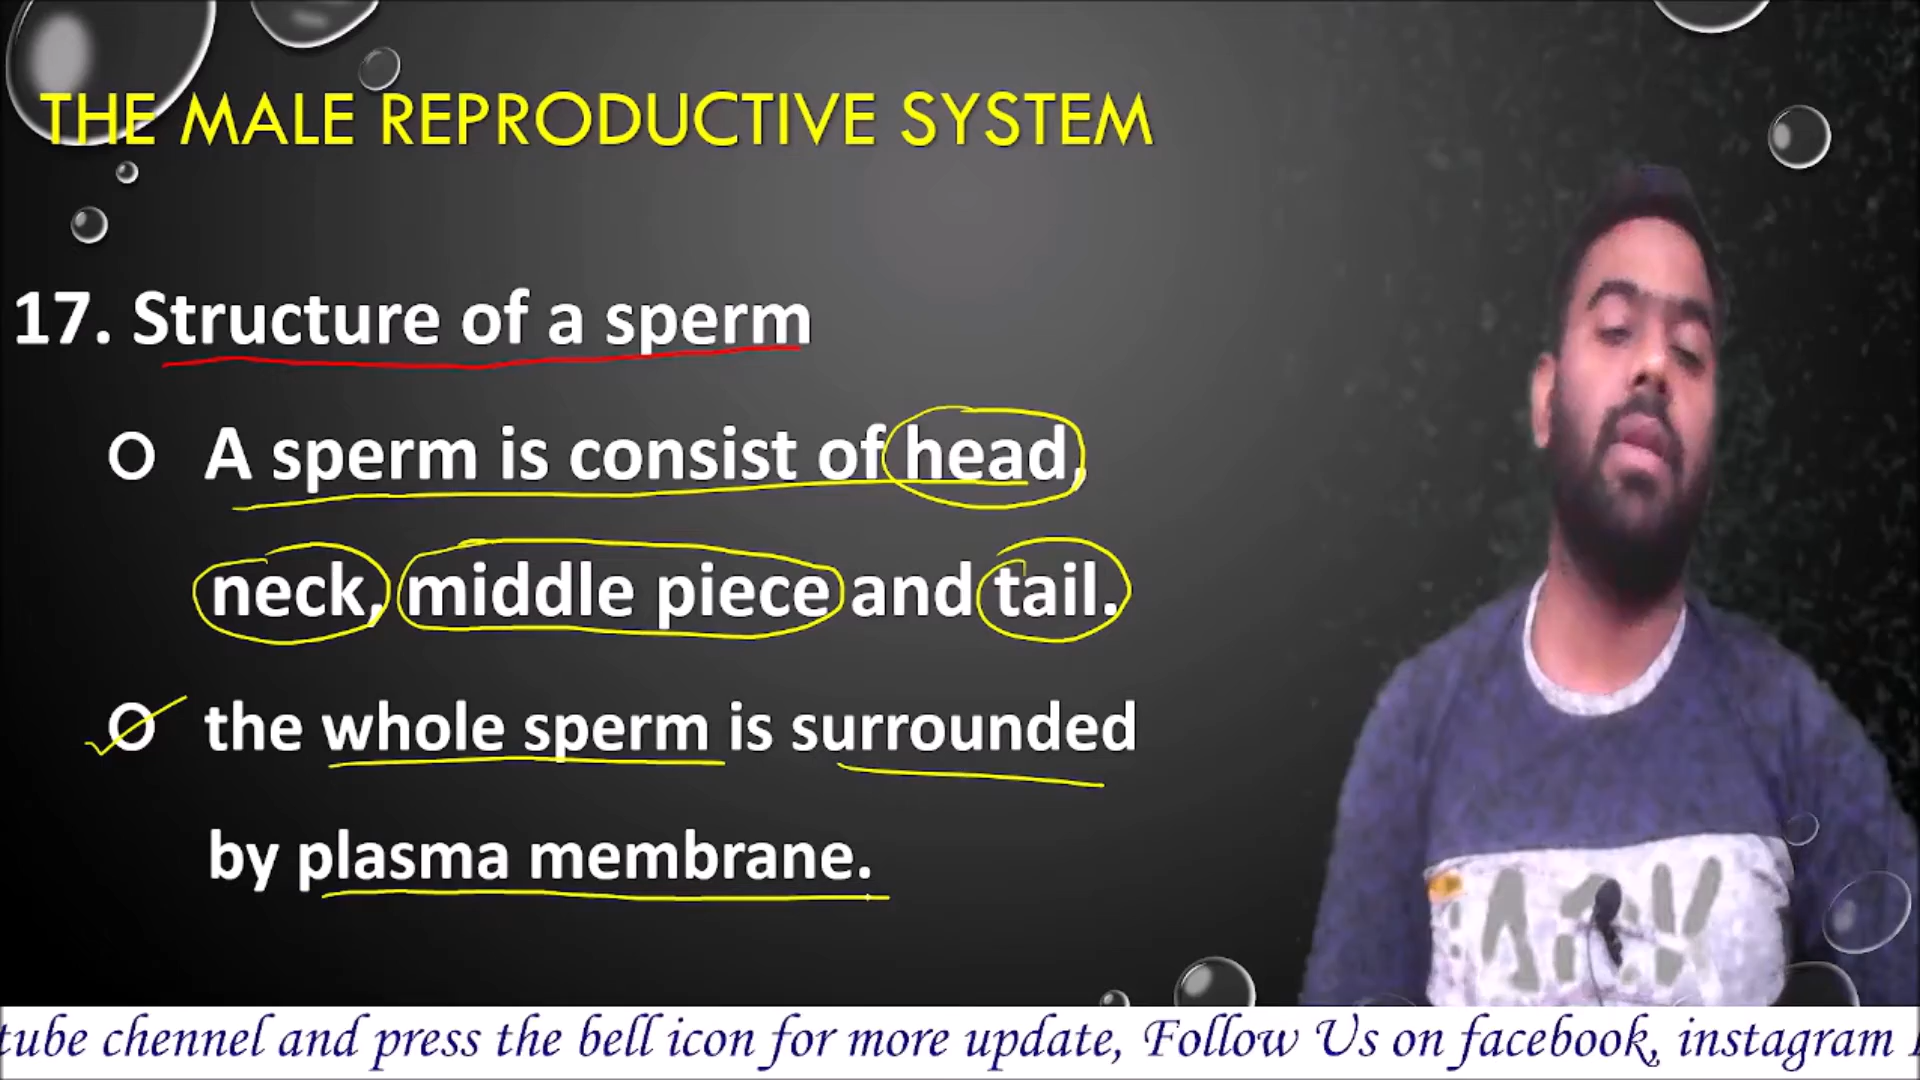 THE MALE REPRODUCTIVE SYSTEM
17. Structure of a sperm
A sperm is consist of head,
neck, middle piece and tail.
the whole sperm is surrounded
by plasma membrane.
tube chennel and press the bell icon for more update, Follow Us on facebook, instagram